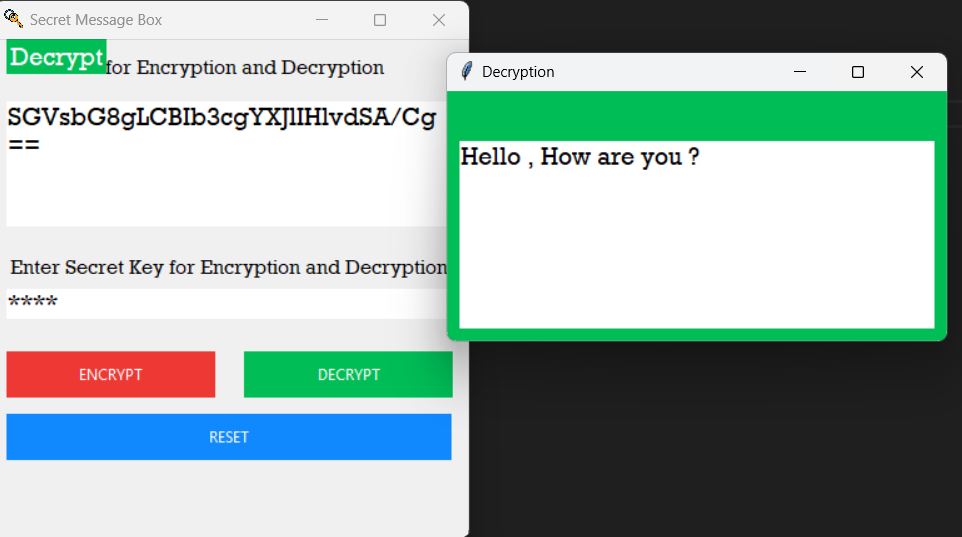 Secret Message Box
Decrypt for Encryption and Decryption
SGVsbG8gLCBIb3cgYXJlIHlvdSA/Cg
==
Enter Secret Key for Encryption and Decryption
****
ENCRYPT
DECRYPT
RESET
Decryption
Hello , How are you ?